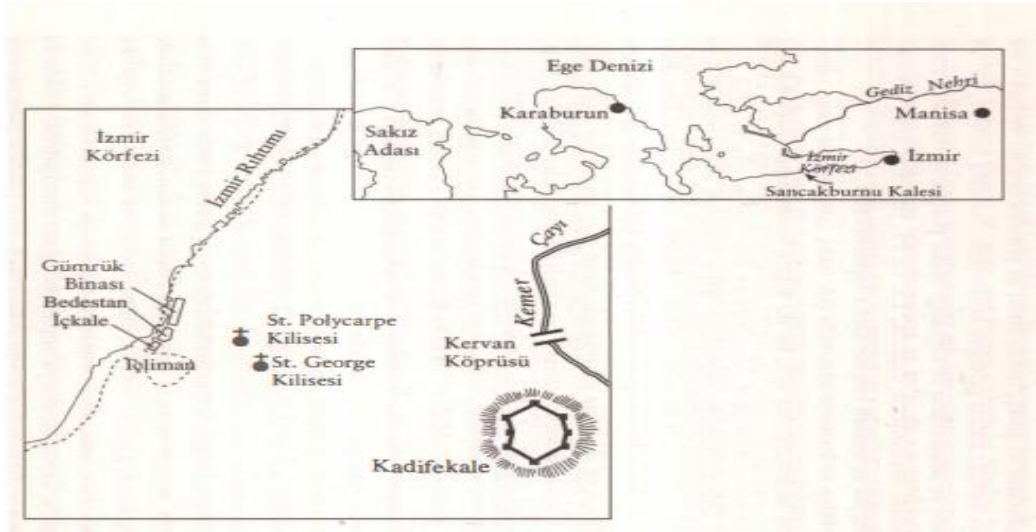 Ege Denizi
Karaburun
Gediz Nehri
Manisa
Sakız
Adası
İzmir
İzmir
Körfezi
Sancakburnu Kalesi
İzmir
Körfezi
İzmir Rıhtımı
Gümrük
Binası
Bedestan
İçkale
St. Polycarpe
Kilisesi
St. George
Kilisesi
Kemer Çayı
Kervan
Köprüsü
Kadifekale